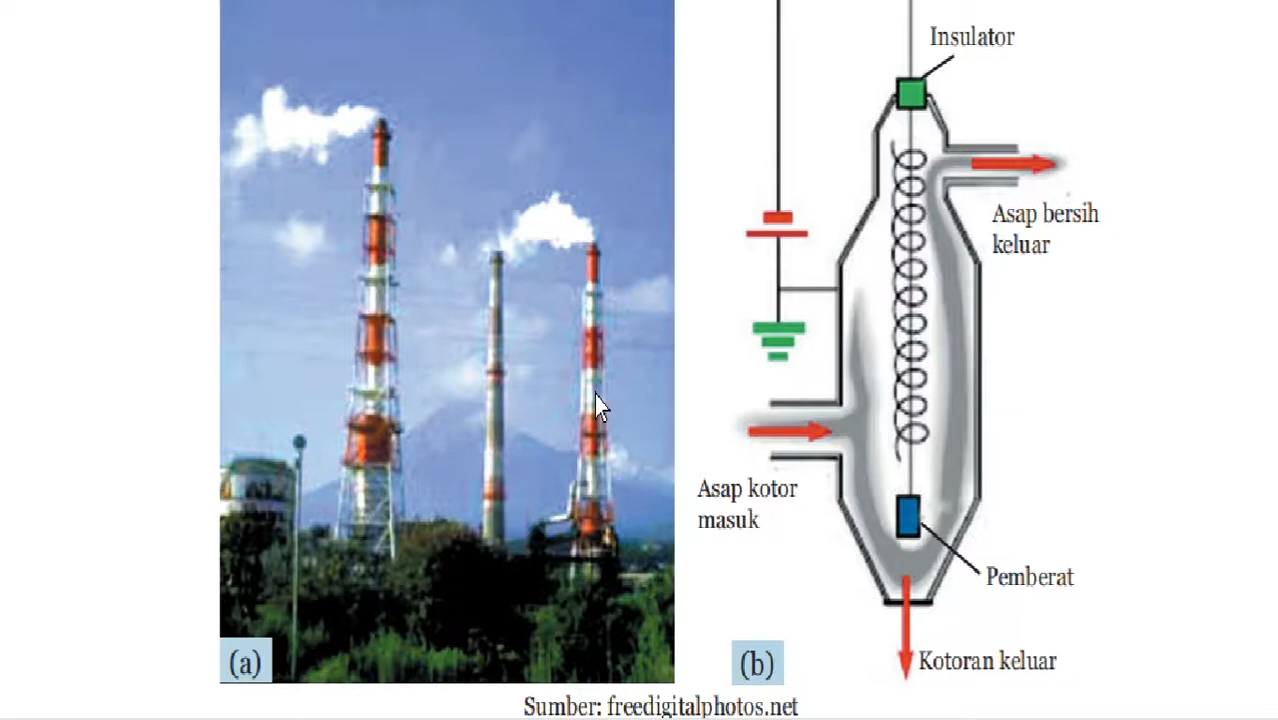 Insulator
Asap bersih
keluar
Asap kotor
masuk
Pemberat
Kotoran keluar
(a)
(b)
Sumber: freedigitalphotos.net